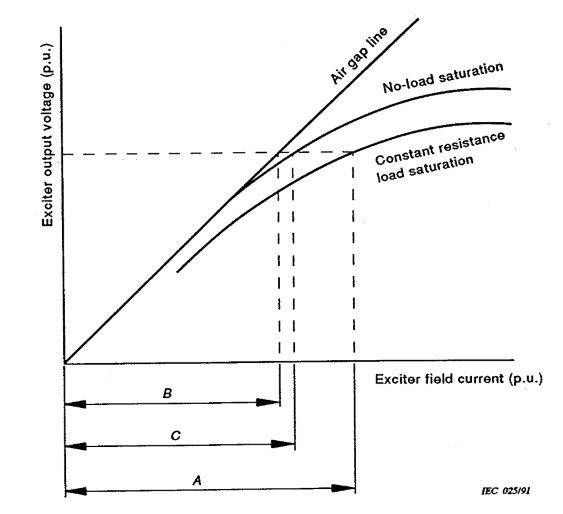 Exciter output voltage (p.u.)
Air gap line
No-load saturation
Constant resistance
load saturation
Exciter field current (p.u.)
B
C
A
IEC 025/91